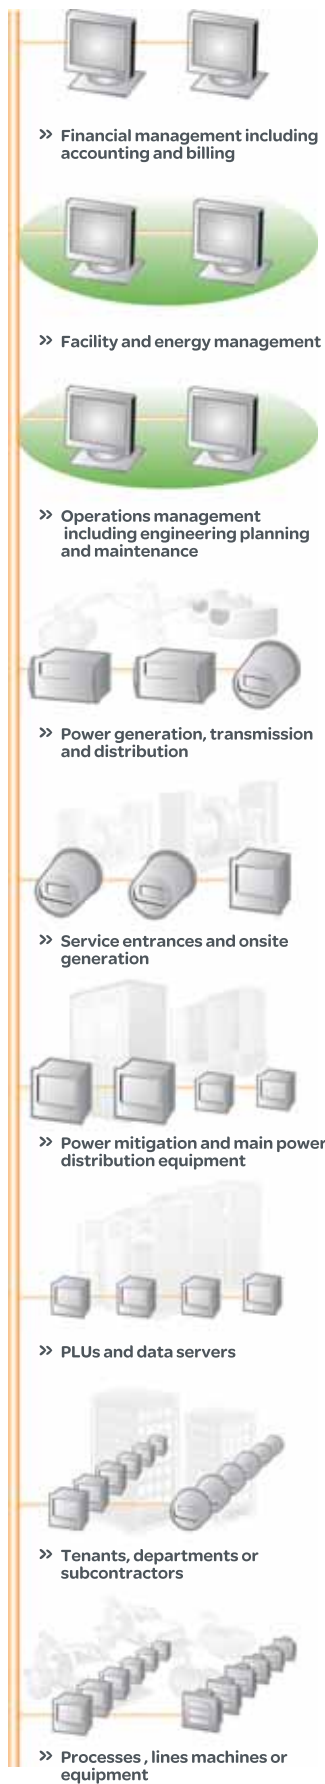 >> Financial management including
accounting and billing
>> Facility and energy management
>> Operations management
including engineering planning
and maintenance
>> Power generation, transmission
and distribution
>> Service entrances and onsite
generation
>> Power mitigation and main power
distribution equipment
>> PLUs and data servers
>> Tenants, departments or
subcontractors
>> Processes , lines machines or
equipment